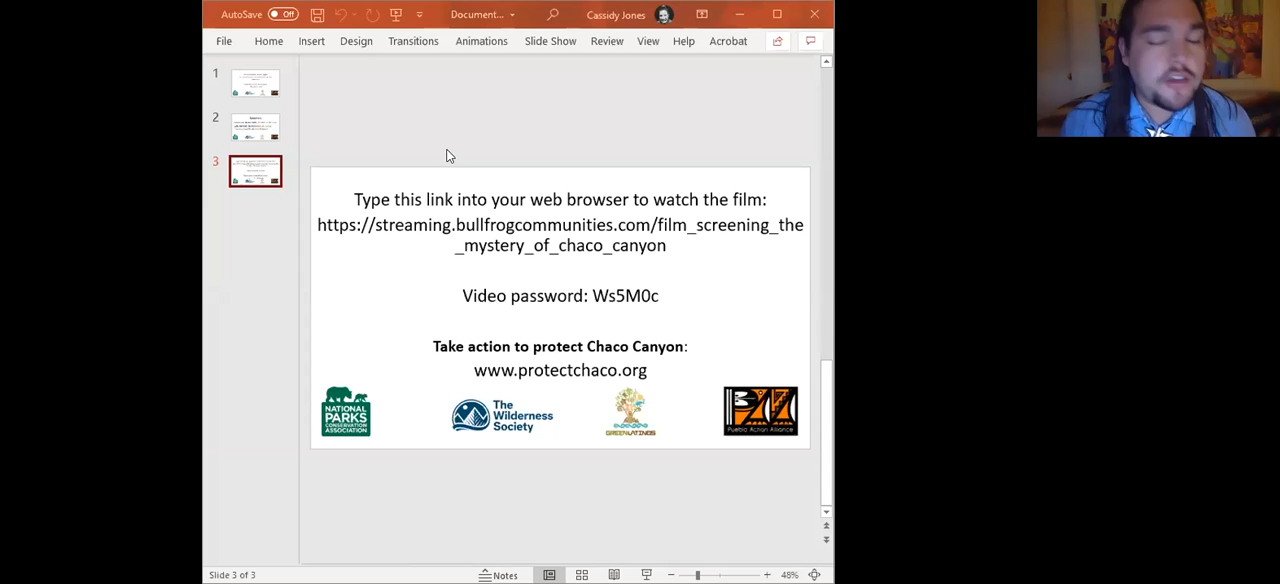 AutoSave Off Document... Cassidy Jones
File Home Insert Design Transitions Animations Slide Show Review View Help Acrobat
1
2
3
Type this link into your web browser to watch the film:
https://streaming.bullfrogcommunities.com/film_screening_the
_mystery_of_chaco_canyon
Video password: Ws5M0c
Take action to protect Chaco Canyon:
www.protectchaco.org
NATIONAL
PARKS
CONSERVATION
ASSOCIATION
The
Wilderness
Society
GREENLATINOS
Pueblo Action Alliance
Slide 3 of 3 Notes 48%